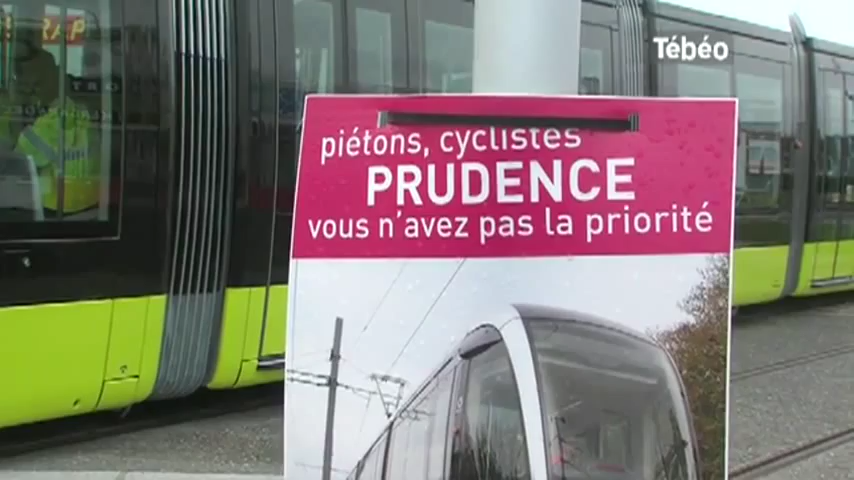 Tébéo
piétons, cyclistes
PRUDENCE
vous n'avez pas la priorité